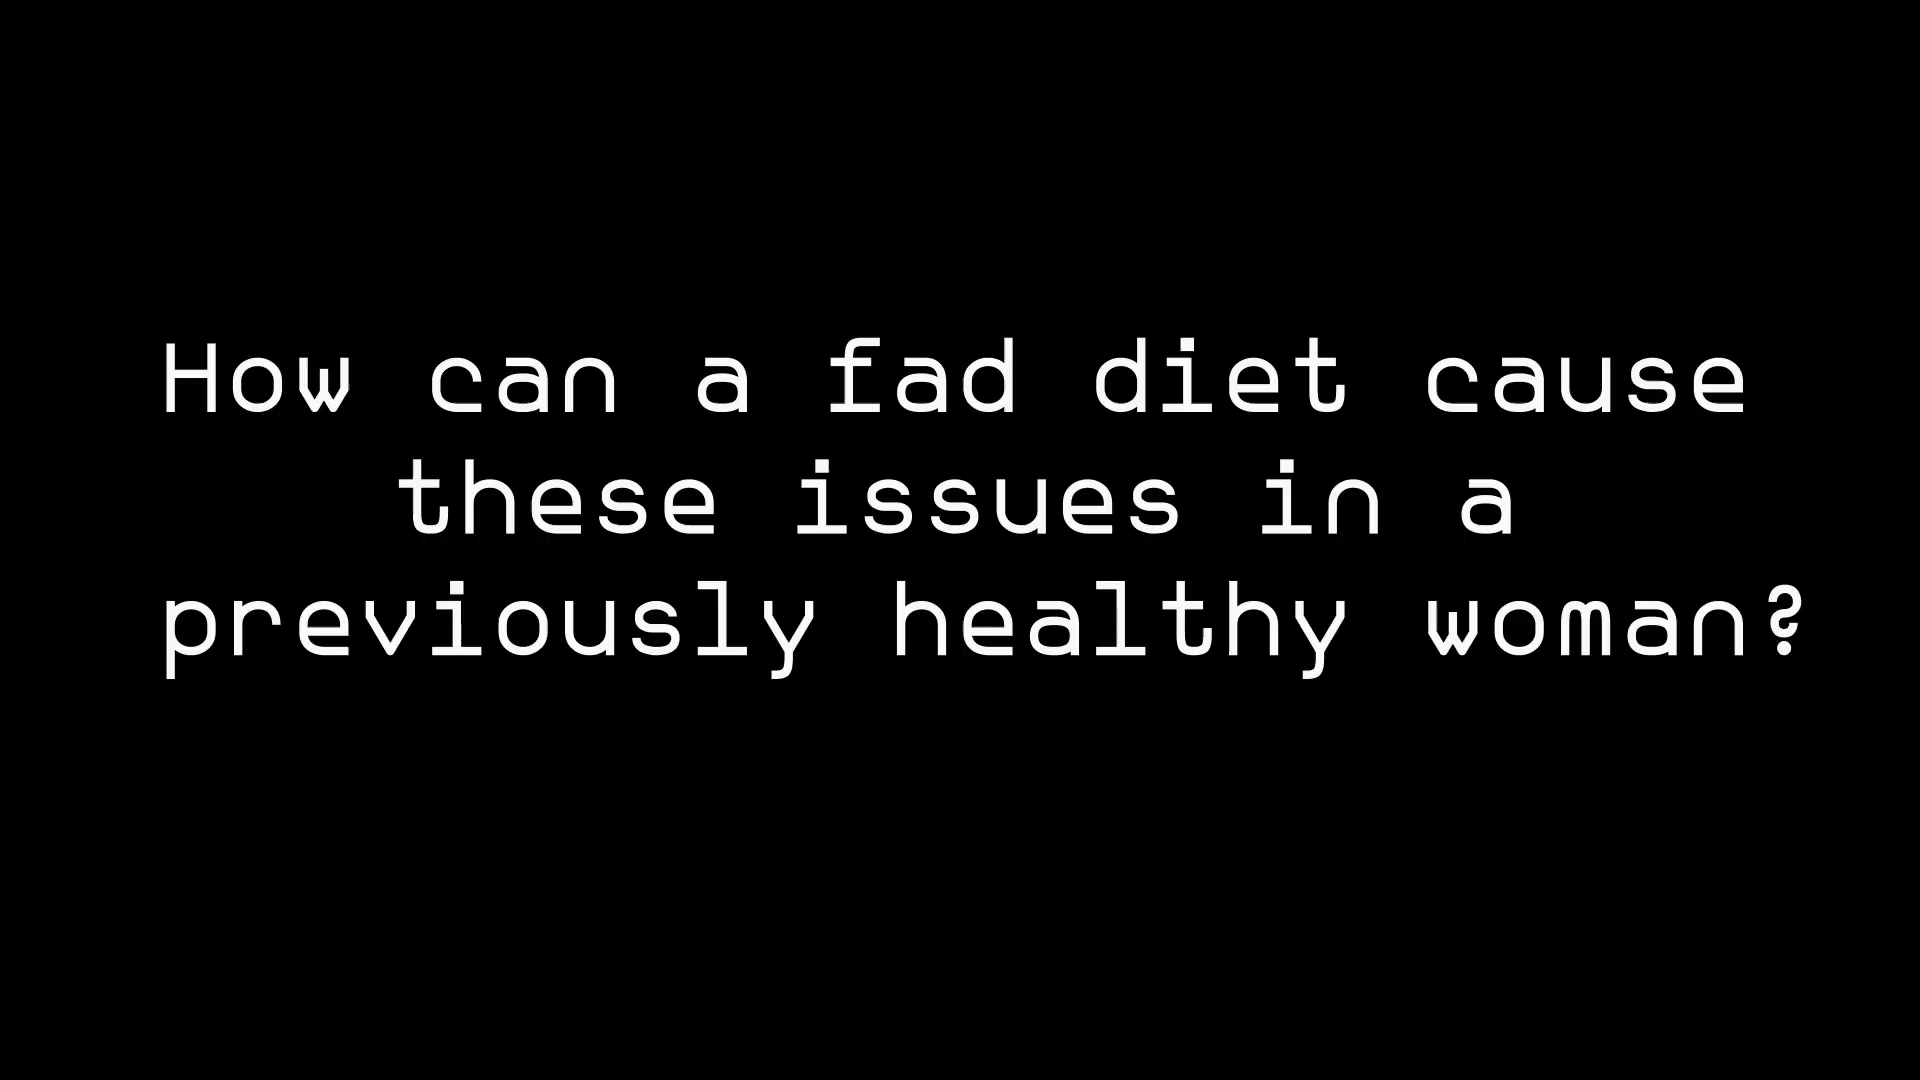 How can a fad diet cause
these issues in a
previously healthy woman?